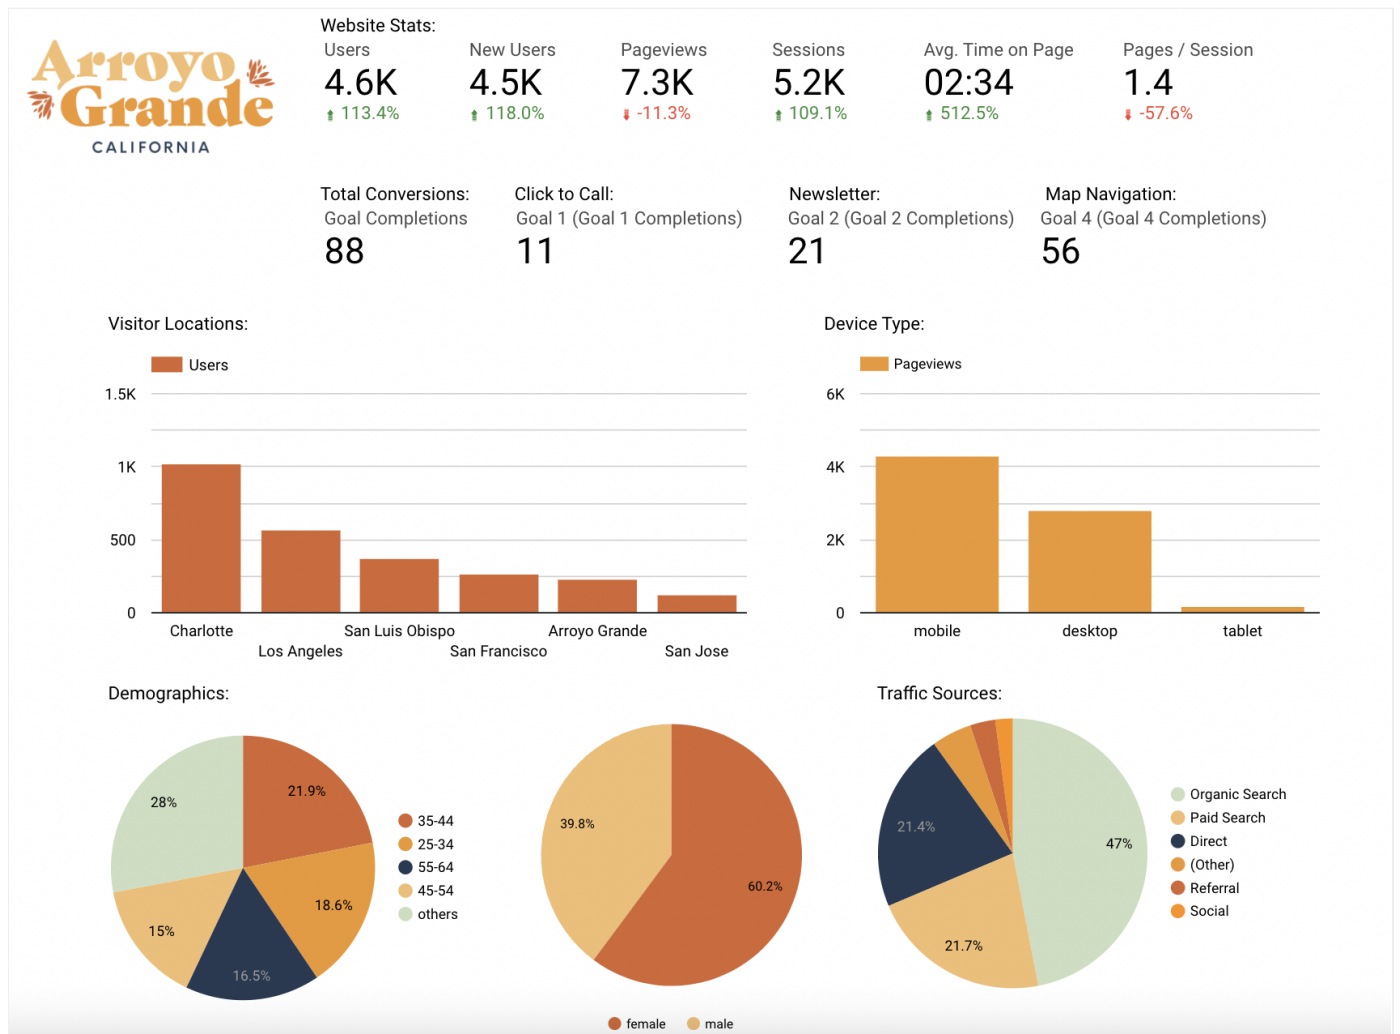 Arroyo
Grande
CALIFORNIA
Website Stats:
Users
New Users
Pageviews
Sessions
Avg. Time on Page
Pages / Session
4.6K
4.5K
7.3K
5.2K
02:34
1.4
113.4%
118.0%
-11.3%
109.1%
512.5%
-57.6%
Total Conversions:
Click to Call:
Newsletter:
Map Navigation:
Goal Completions
Goal 1 (Goal 1 Completions)
Goal 2 (Goal 2 Completions)
Goal 4 (Goal 4 Completions)
88
11
21
56
Visitor Locations:
Users
1.5K
1K
500
0
Charlotte
Los Angeles
San Luis Obispo
San Francisco
Arroyo Grande
San Jose
Device Type:
Pageviews
6K
4K
2K
0
mobile
desktop
tablet
Demographics:
28%
21.9%
18.6%
16.5%
15%
35-44
25-34
55-64
45-54
others
39.8%
60.2%
female
male
Traffic Sources:
47%
21.4%
21.7%
Organic Search
Paid Search
Direct
(Other)
Referral
Social